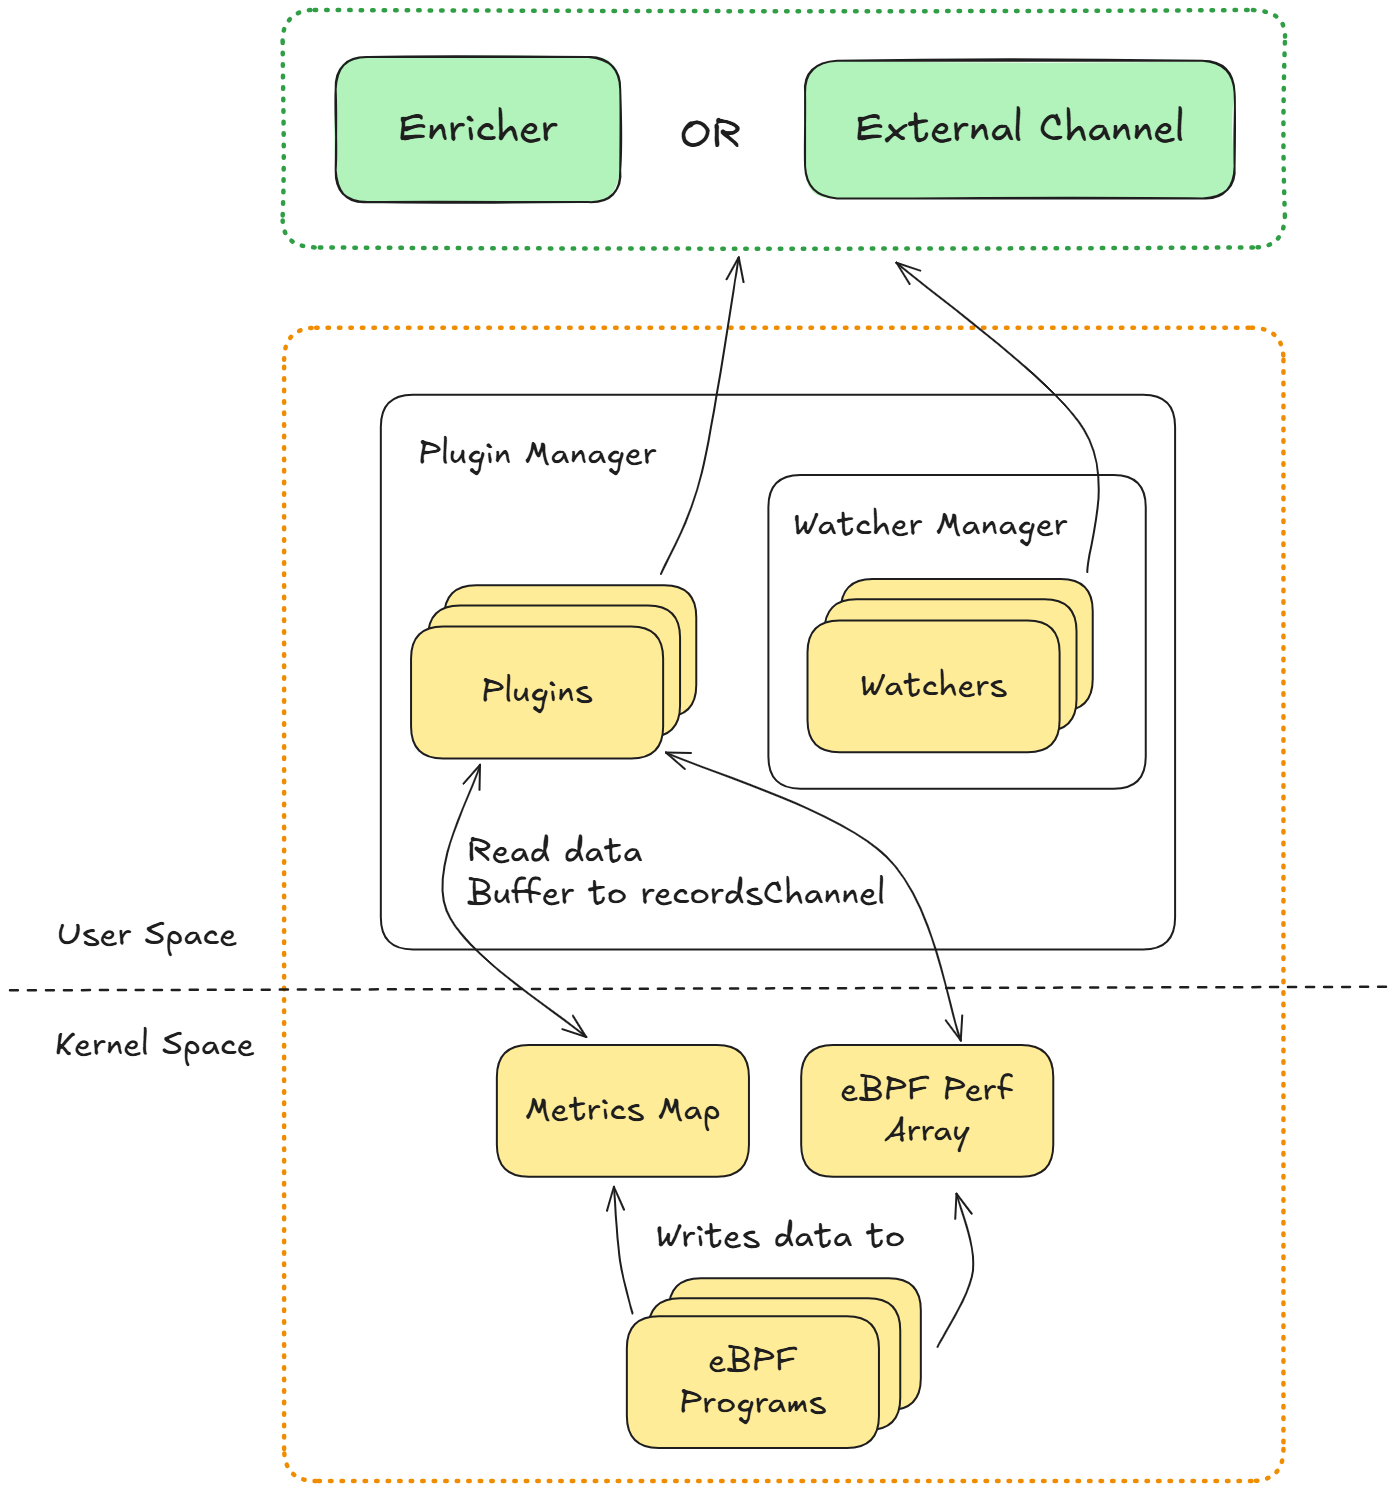 Enricher
OR
External Channel
Plugin Manager
Watcher Manager
Plugins
Watchers
Read data
Buffer to recordsChannel
User Space
Kernel Space
Metrics Map
eBPF Perf
Array
Writes data to
eBPF
Programs